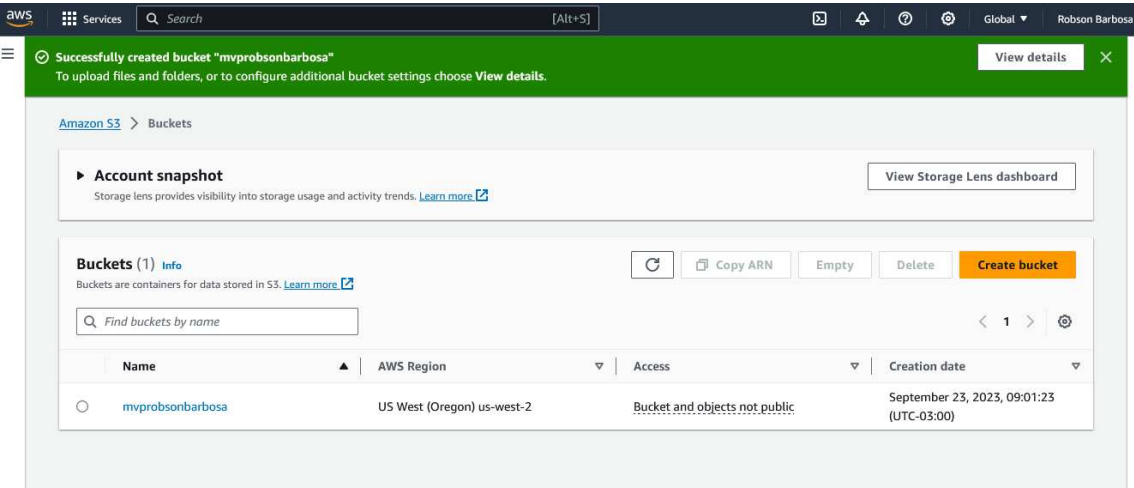 aws Services Search [Alt+S] Global Robson Barbosa
Successfully created bucket "mvprobsonbarbosa"
To upload files and folders, or to configure additional bucket settings choose View details.
View details
Amazon S3 > Buckets
Account snapshot
Storage lens provides visibility into storage usage and activity trends. Learn more
View Storage Lens dashboard
Buckets (1) Info
Buckets are containers for data stored in S3. Learn more
Copy ARN Empty Delete Create bucket
Find buckets by name
1
Name AWS Region Access Creation date
mvprobsonbarbosa US West (Oregon) us-west-2 Bucket and objects not public September 23, 2023, 09:01:23
(UTC-03:00)